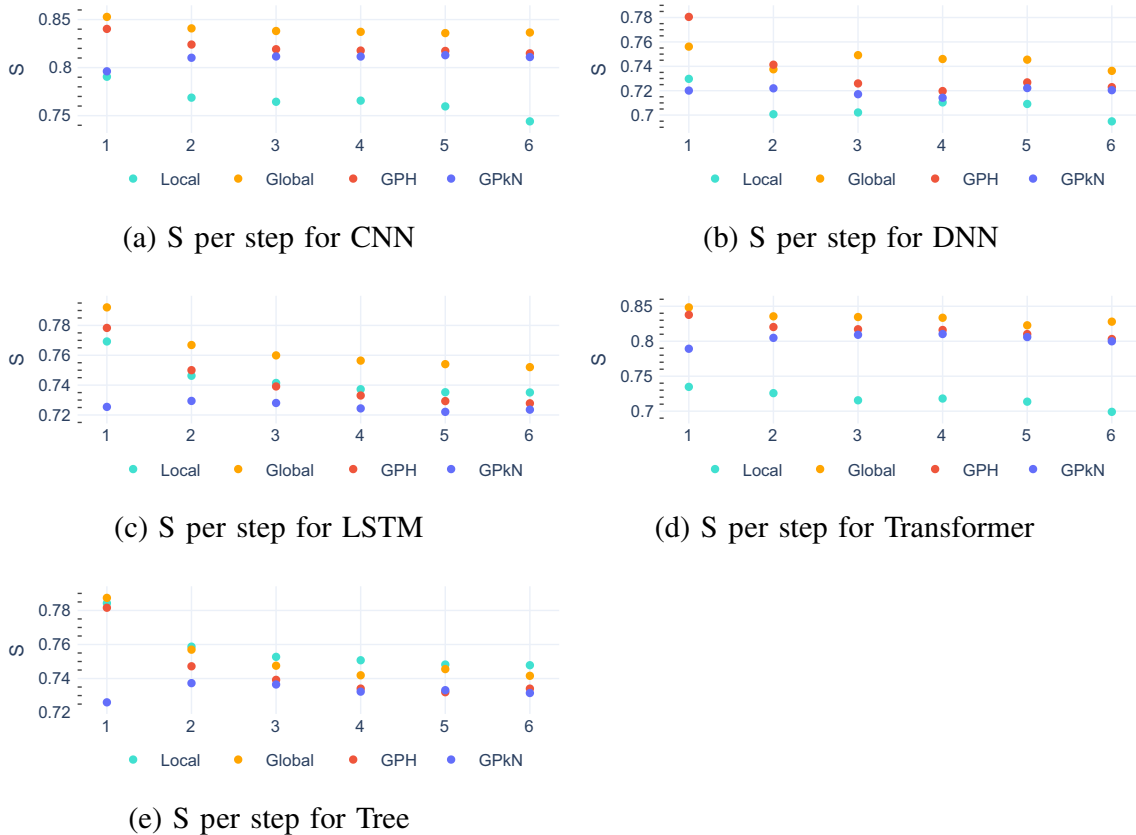 0.85
0.8
0.75
S
1 2 3 4 5 6
Local Global GPH GPkN
(a) S per step for CNN
0.78
0.76
0.74
0.72
0.7
S
1 2 3 4 5 6
Local Global GPH GPkN
(b) S per step for DNN
0.78
0.76
0.74
0.72
S
1 2 3 4 5 6
Local Global GPH GPkN
(c) S per step for LSTM
0.85
0.8
0.75
0.7
S
1 2 3 4 5 6
Local Global GPH GPkN
(d) S per step for Transformer
0.78
0.76
0.74
0.72
S
1 2 3 4 5 6
Local Global GPH GPkN
(e) S per step for Tree